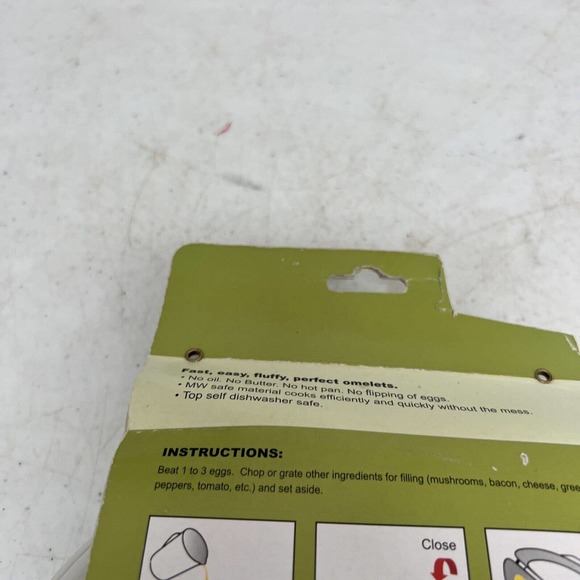 Fast, easy, fluffy, perfect omelets.
• No oil. No Butter. No hot pan. No flipping of eggs.
• MW safe material cooks efficiently and quickly without the mess.
• Top self dishwasher safe.
INSTRUCTIONS:
Beat 1 to 3 eggs. Chop or grate other ingredients for filling (mushrooms, bacon, cheese,
peppers, tomato, etc.) and set aside.
Close